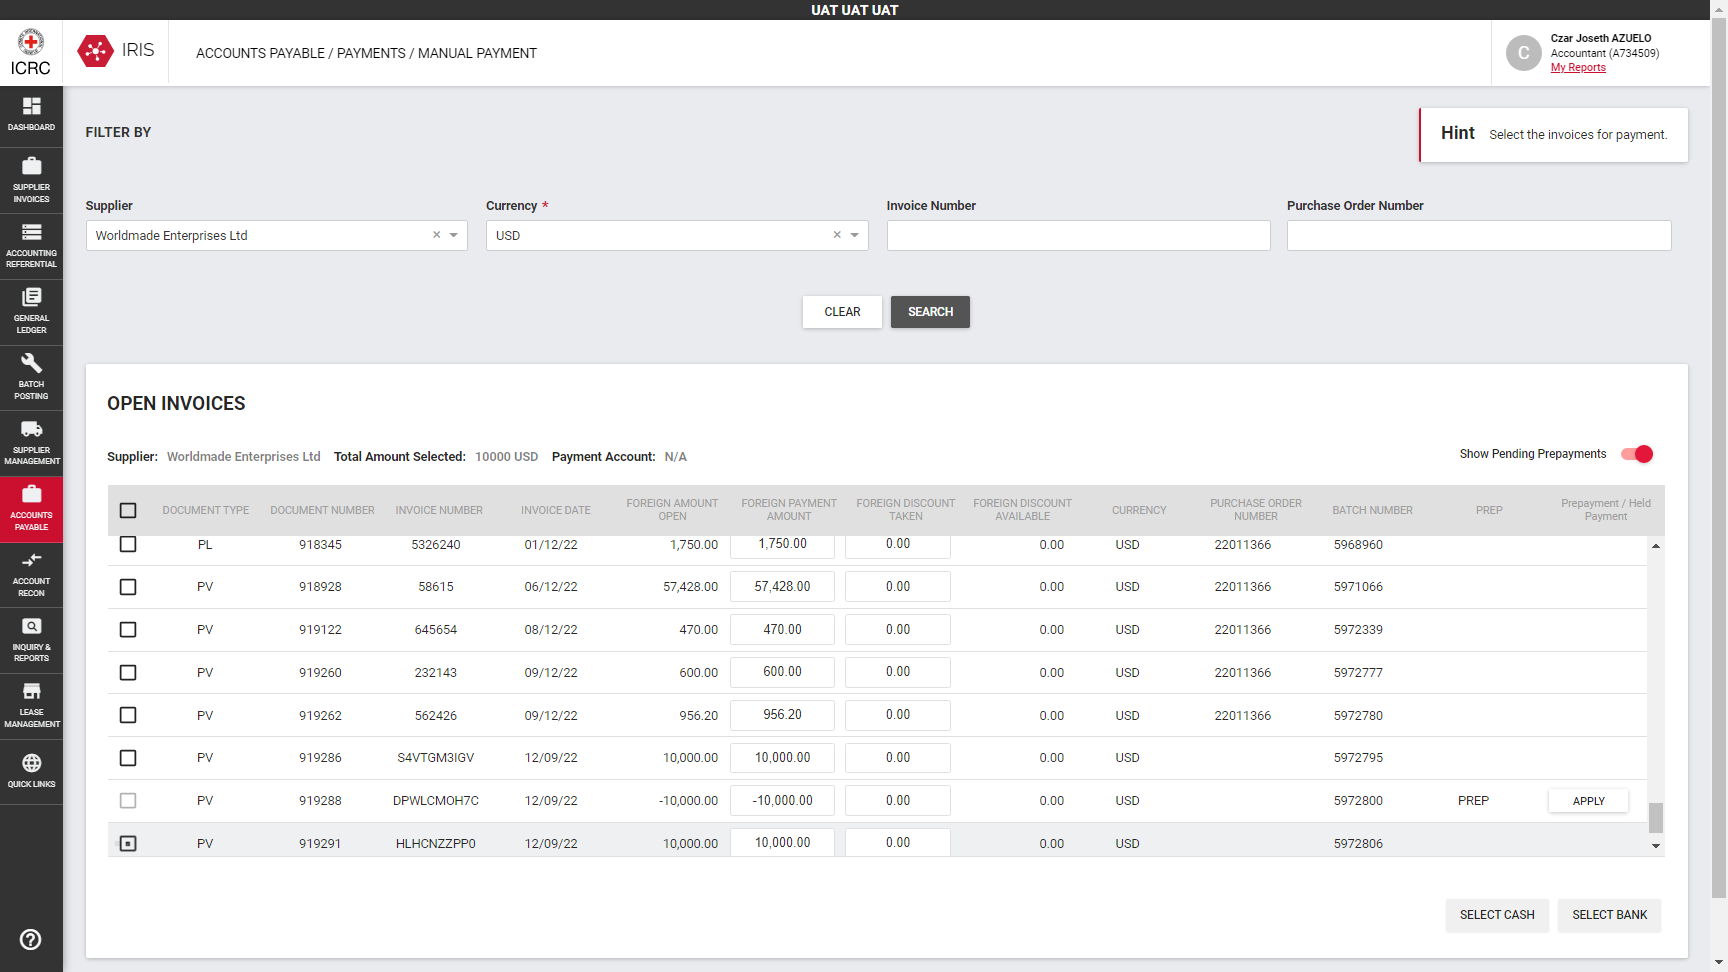 UAT UAT UAT
ICRC
IRIS
ACCOUNTS PAYABLE / PAYMENTS / MANUAL PAYMENT
C
Czar Joseth AZUELO
Accountant (A734509)
My Reports
DASHBOARD
SUPPLIER
INVOICES
ACCOUNTING
REFERENTIAL
GENERAL
LEDGER
BATCH
POSTING
SUPPLIER
MANAGEMENT
ACCOUNTS
PAYABLE
ACCOUNT
RECON
INQUIRY &
REPORTS
LEASE
MANAGEMENT
QUICK LINKS
FILTER BY
Hint Select the invoices for payment.
Supplier Currency * Invoice Number Purchase Order Number
Worldmade Enterprises Ltd × USD ×
CLEAR SEARCH
OPEN INVOICES
Supplier: Worldmade Enterprises Ltd Total Amount Selected: 10000 USD Payment Account: N/A Show Pending Prepayments
DOCUMENT TYPE DOCUMENT NUMBER INVOICE NUMBER INVOICE DATE FOREIGN AMOUNT OPEN FOREIGN PAYMENT AMOUNT FOREIGN DISCOUNT TAKEN FOREIGN DISCOUNT AVAILABLE CURRENCY PURCHASE ORDER NUMBER BATCH NUMBER PREP Prepayment / Held Payment
PL 918345 5326240 01/12/22 1,750.00 1,750.00 0.00 0.00 USD 22011366 5968960
PV 918928 58615 06/12/22 57,428.00 57,428.00 0.00 0.00 USD 22011366 5971066
PV 919122 645654 08/12/22 470.00 470.00 0.00 0.00 USD 22011366 5972339
PV 919260 232143 09/12/22 600.00 600.00 0.00 0.00 USD 22011366 5972777
PV 919262 562426 09/12/22 956.20 956.20 0.00 0.00 USD 22011366 5972780
PV 919286 S4VTGM3IGV 12/09/22 10,000.00 10,000.00 0.00 0.00 USD 5972795
PV 919288 DPWLCMOH7C 12/09/22 -10,000.00 -10,000.00 0.00 0.00 USD 5972800 PREP APPLY
PV 919291 HLHCNZZPP0 12/09/22 10,000.00 10,000.00 0.00 0.00 USD 5972806
SELECT CASH SELECT BANK